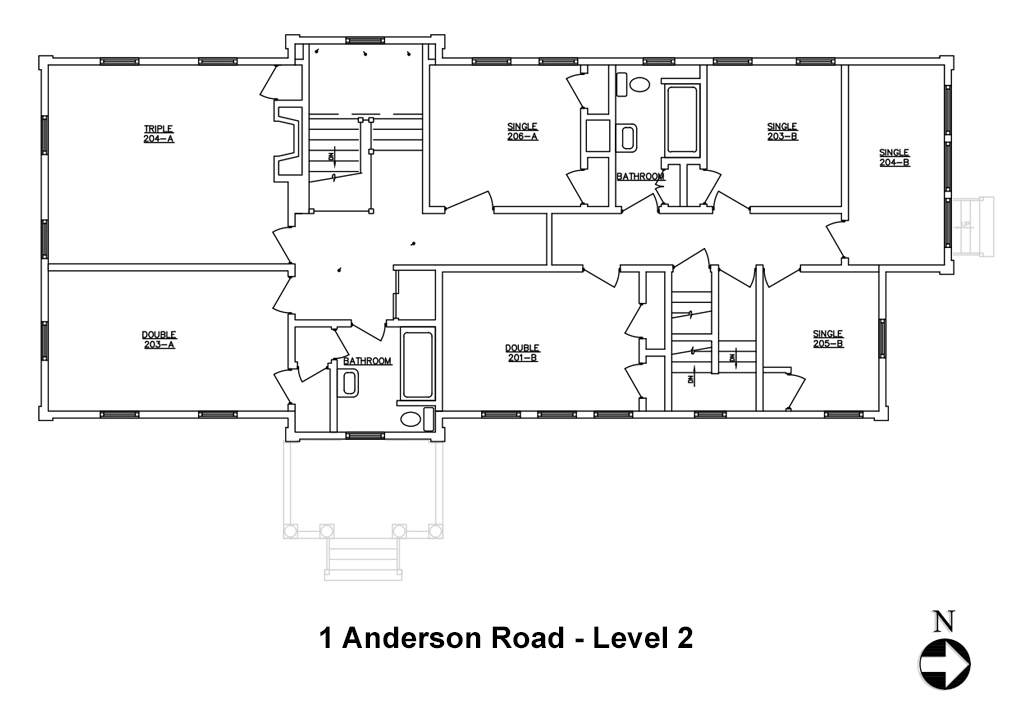 TRIPLE
204-A
SINGLE
206-A
SINGLE
203-B
SINGLE
204-B
DN
BATHROOM
UP
DOUBLE
203-A
BATHROOM
DOUBLE
201-B
SINGLE
205-B
DN
DN
1 Anderson Road - Level 2
N